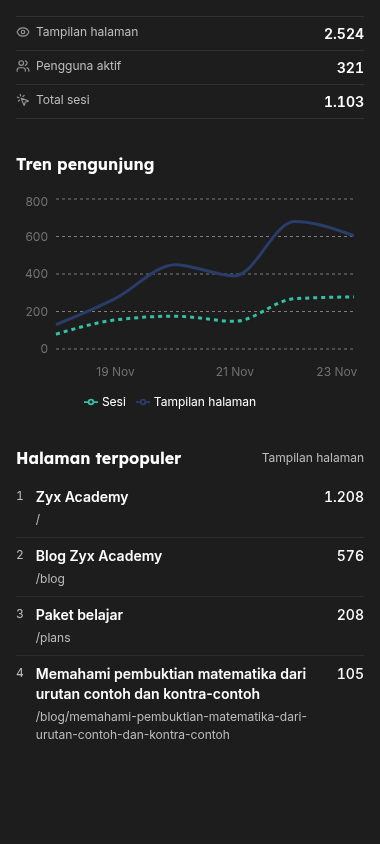 Tampilan halaman 2.524
Pengguna aktif 321
Total sesi 1.103
Tren pengunjung
800
600
400
200
0
19 Nov 21 Nov 23 Nov
Sesi Tampilan halaman
Halaman terpopuler Tampilan halaman
1 Zyx Academy 1.208
/
2 Blog Zyx Academy 576
/blog
3 Paket belajar 208
/plans
4 Memahami pembuktian matematika dari 105
urutan contoh dan kontra-contoh
/blog/memahami-pembuktian-matematika-dari-
urutan-contoh-dan-kontra-contoh